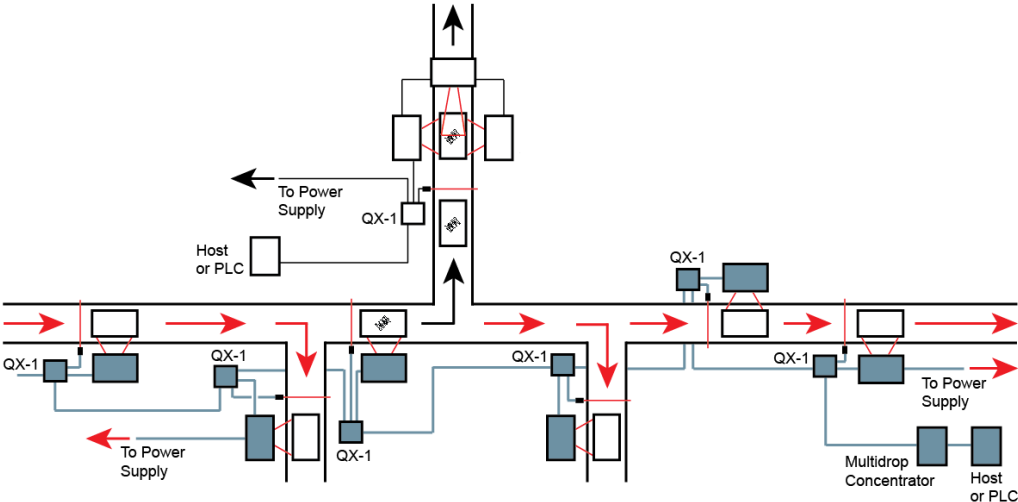 To Power
Supply
QX-1
Host
or PLC
QX-1
QX-1
QX-1
QX-1
QX-1
QX-1
To Power
Supply
To Power
Supply
QX-1
Multidrop
Concentrator
Host
or PLC